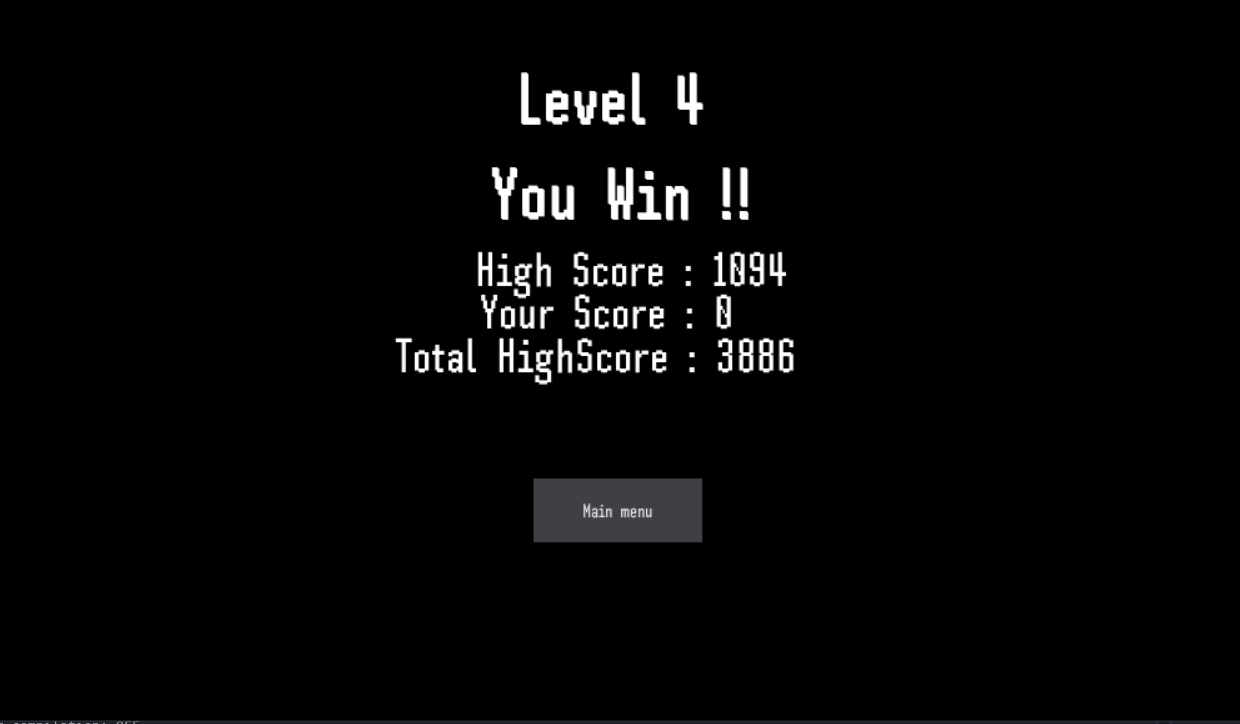 Level 4
You Win !!
High Score : 1094
Your Score : 0
Total HighScore : 3886
Main menu